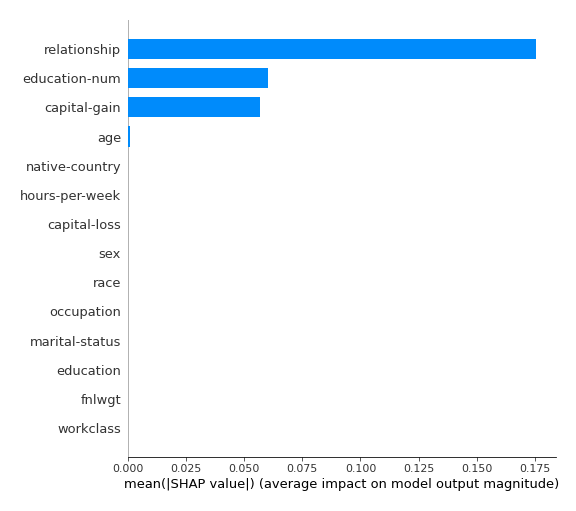 relationship
education-num
capital-gain
age
native-country
hours-per-week
capital-loss
sex
race
occupation
marital-status
education
fnlwgt
workclass
0.000 0.025 0.050 0.075 0.100 0.125 0.150 0.175
mean(|SHAP value|) (average impact on model output magnitude)